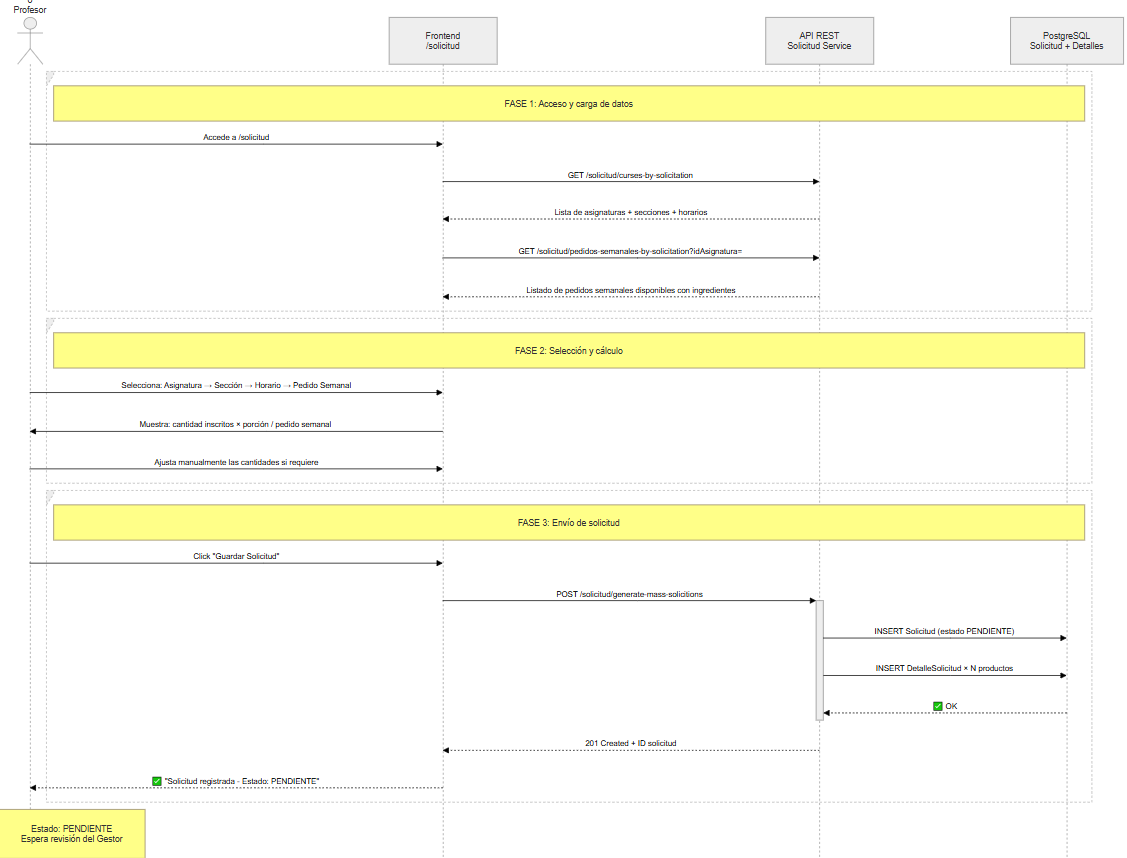 Profesor
Frontend
/solicitud
API REST
Solicitud Service
PostgreSQL
Solicitud + Detalles
FASE 1: Acceso y carga de datos
Accede a /solicitud
GET /solicitud/curses-by-solicitation
Lista de asignaturas + secciones + horarios
GET /solicitud/pedidos-semanales-by-solicitation?idAsignatura=
Listado de pedidos semanales disponibles con ingredientes
FASE 2: Selección y cálculo
Selecciona: Asignatura → Sección → Horario → Pedido Semanal
Muestra: cantidad inscritos × porción / pedido semanal
Ajusta manualmente las cantidades si requiere
FASE 3: Envío de solicitud
Click "Guardar Solicitud"
POST /solicitud/generate-mass-solicitions
INSERT Solicitud (estado PENDIENTE)
INSERT DetalleSolicitud × N productos
✅ OK
201 Created + ID solicitud
✅ "Solicitud registrada - Estado: PENDIENTE"
Estado: PENDIENTE
Espera revisión del Gestor